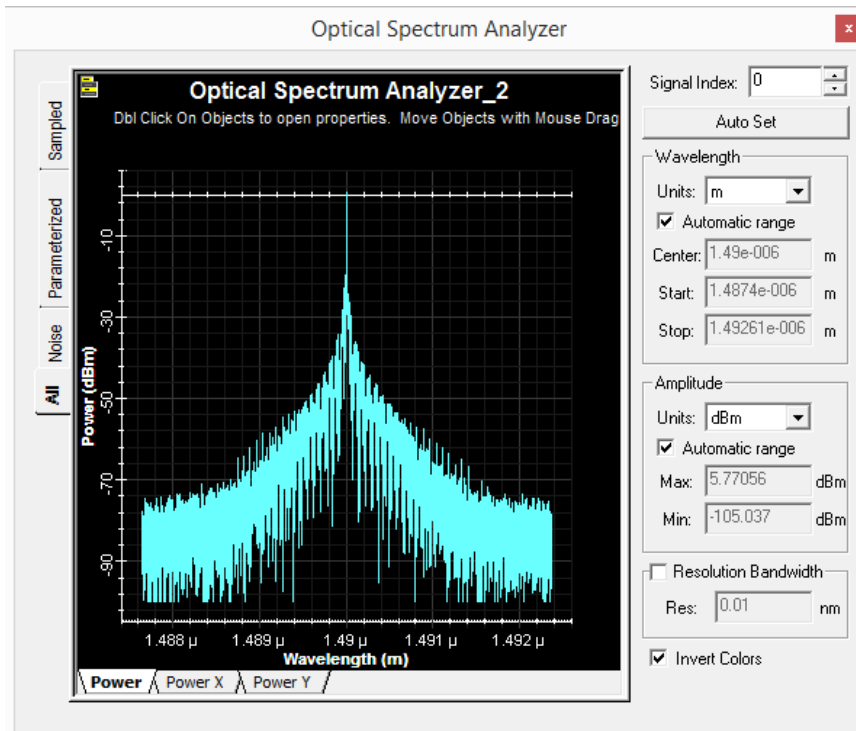 Optical Spectrum Analyzer
x
Optical Spectrum Analyzer_2
Dbl Click On Objects to open properties.  Move Objects with Mouse Drag
Sampled
Parameterized
Noise
All
Power (dBm)
-10
-30
-50
-70
-90
1.488 µ
1.489 µ
1.49 µ
1.491 µ
1.492 µ
Wavelength (m)
Power
Power X
Power Y
Signal Index: 0
Auto Set
Wavelength
Units: m
Automatic range
Center: 1.49e-006 m
Start: 1.4874e-006 m
Stop: 1.49261e-006 m
Amplitude
Units: dBm
Automatic range
Max: 5.77056 dBm
Min: -105.037 dBm
Resolution Bandwidth
Res: 0.01 nm
Invert Colors